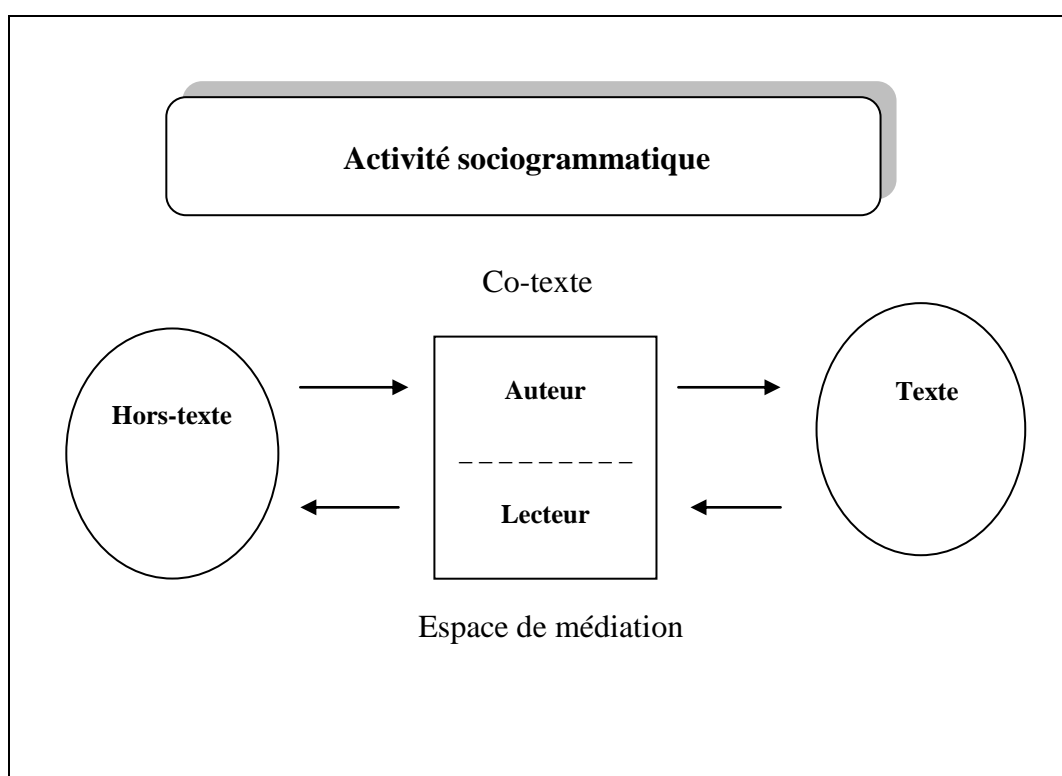 Activité sociogrammatique
Co-texte
Hors-texte
Auteur
Texte
Lecteur
Espace de médiation